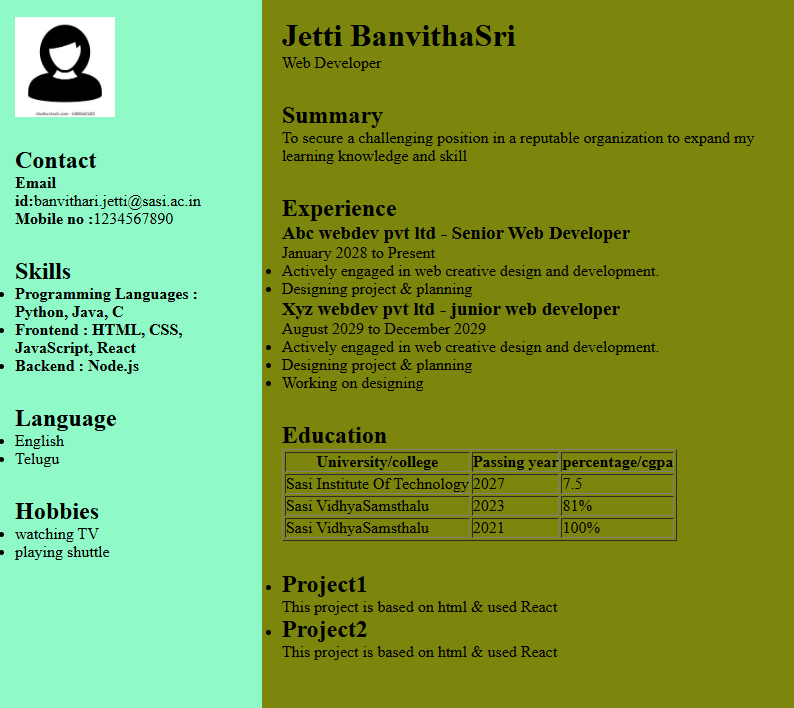 Contact
Email
id:banvithari.jetti@sasi.ac.in
Mobile no :1234567890
Skills
Programming Languages :
Python, Java, C
Frontend : HTML, CSS,
JavaScript, React
Backend : Node.js
Language
English
Telugu
Hobbies
watching TV
playing shuttle
Jetti BanvithaSri
Web Developer
Summary
To secure a challenging position in a reputable organization to expand my
learning knowledge and skill
Experience
Abc webdev pvt ltd - Senior Web Developer
January 2028 to Present
Actively engaged in web creative design and development.
Designing project & planning
Xyz webdev pvt ltd - junior web developer
August 2029 to December 2029
Actively engaged in web creative design and development.
Designing project & planning
Working on designing
Education
University/college Passing year percentage/cgpa
Sasi Institute Of Technology 2027 7.5
Sasi VidhyaSamsthalu 2023 81%
Sasi VidhyaSamsthalu 2021 100%
Project1
This project is based on html & used React
Project2
This project is based on html & used React